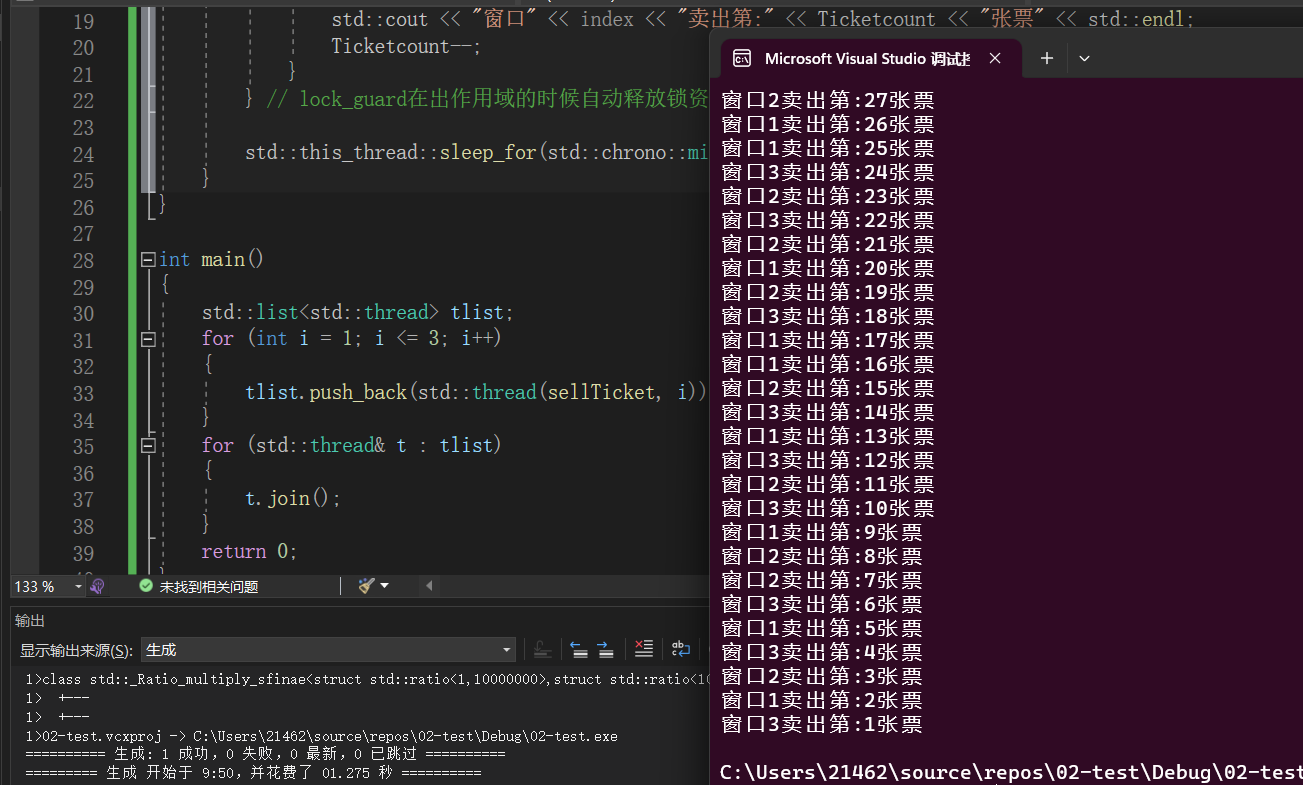 19 std::cout << "窗口" << index << "卖出第:" << Ticketcount << "张票" << std::endl;
20 Ticketcount--;
21 }
22 } // lock_guard在出作用域的时候自动释放锁资
23
24 std::this_thread::sleep_for(std::chrono::mi
25 }
26 }
27
28 int main()
29 {
30 std::list<std::thread> tlist;
31 for (int i = 1; i <= 3; i++)
32 {
33 tlist.push_back(std::thread(sellTicket, i))
34 }
35 for (std::thread& t : tlist)
36 {
37 t.join();
38 }
39 return 0;
133 %
未找到相关问题
输出
显示输出来源(S): 生成
1>class std::_Ratio_multiply_sfinae<struct std::ratio<1,10000000>,struct std::ratio<10
1> +---
1> +---
1>02-test.vcxproj -> C:\Users\21462\source\repos\02-test\Debug\02-test.exe
========== 生成: 1 成功，0 失败，0 最新，0 已跳过 ==========
========= 生成 开始于 9:50，并花费了 01.275 秒 ==========
Microsoft Visual Studio 调试
窗口2卖出第:27张票
窗口1卖出第:26张票
窗口1卖出第:25张票
窗口3卖出第:24张票
窗口2卖出第:23张票
窗口3卖出第:22张票
窗口2卖出第:21张票
窗口1卖出第:20张票
窗口2卖出第:19张票
窗口3卖出第:18张票
窗口1卖出第:17张票
窗口1卖出第:16张票
窗口2卖出第:15张票
窗口3卖出第:14张票
窗口1卖出第:13张票
窗口3卖出第:12张票
窗口2卖出第:11张票
窗口3卖出第:10张票
窗口1卖出第:9张票
窗口2卖出第:8张票
窗口2卖出第:7张票
窗口3卖出第:6张票
窗口1卖出第:5张票
窗口3卖出第:4张票
窗口2卖出第:3张票
窗口1卖出第:2张票
窗口3卖出第:1张票
C:\Users\21462\source\repos\02-test\Debug\02-test